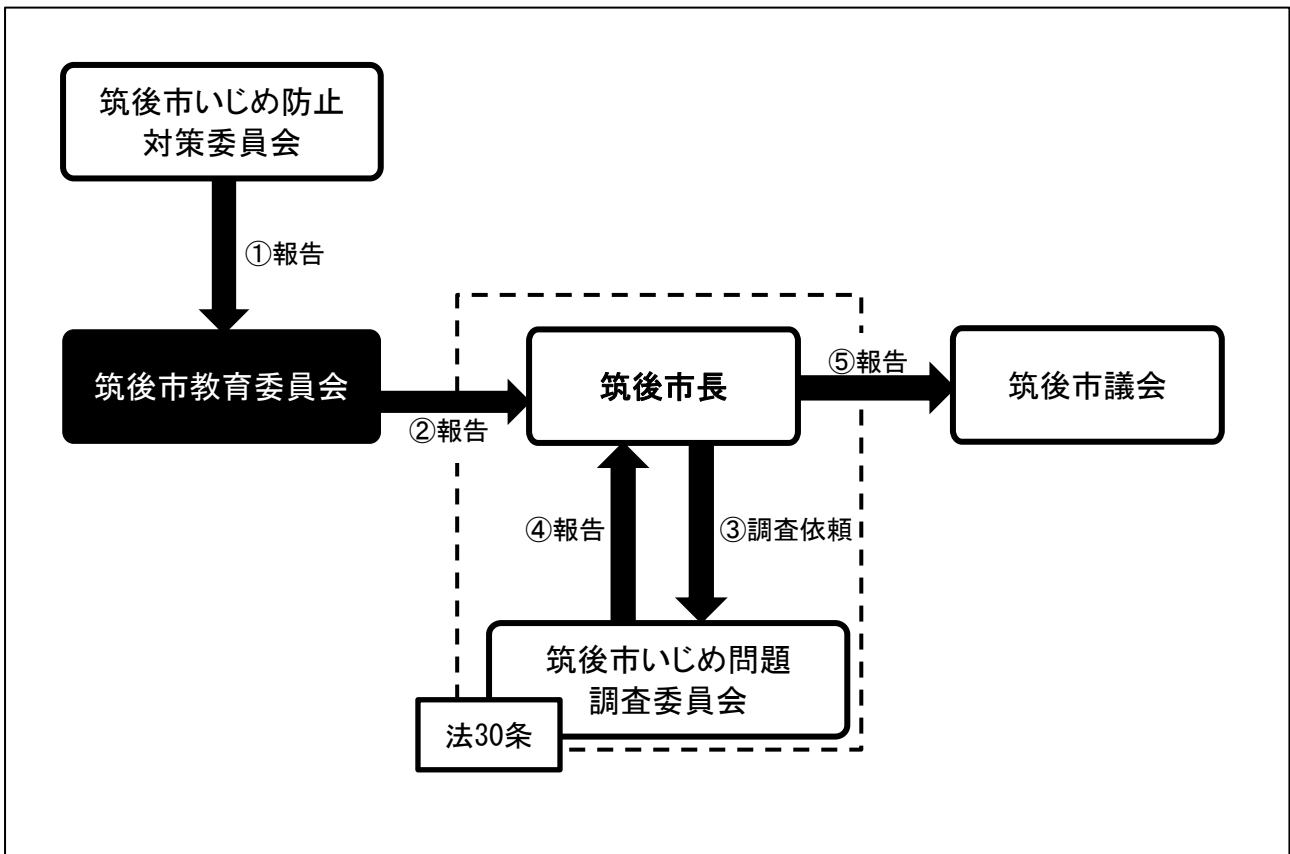 筑後市いじめ防止
対策委員会
①報告
筑後市教育委員会
②報告
筑後市長
⑤報告
筑後市議会
④報告
③調査依頼
筑後市いじめ問題
調査委員会
法30条